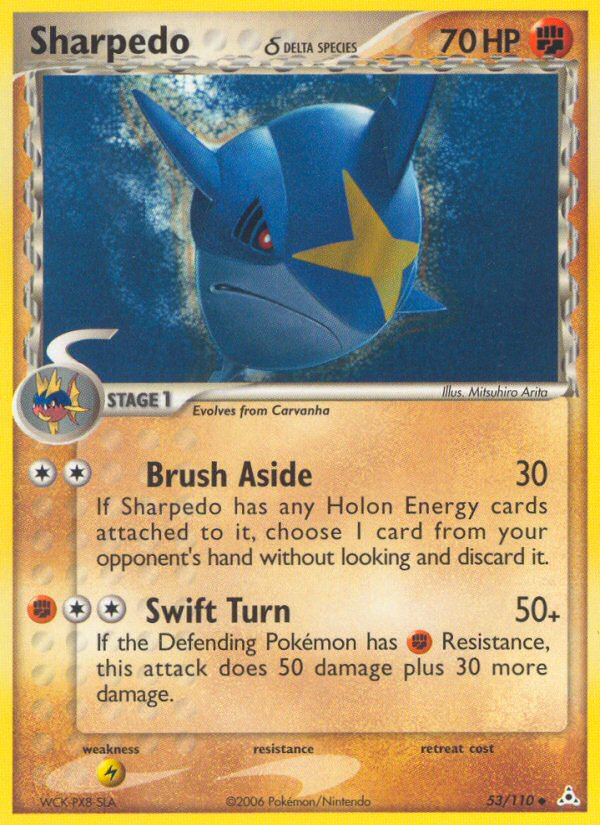 Sharpedo δ DELTA SPECIES 70 HP
Illus. Mitsuhiro Arita
STAGE 1
Evolves from Carvanha
Brush Aside 30
If Sharpedo has any Holon Energy cards
attached to it, choose 1 card from your
opponent's hand without looking and discard it.
Swift Turn 50+
If the Defending Pokémon has Resistance,
this attack does 50 damage plus 30 more
damage.
weakness resistance retreat cost
WCK-PX8-SLA ©2006 Pokémon/Nintendo 53/110